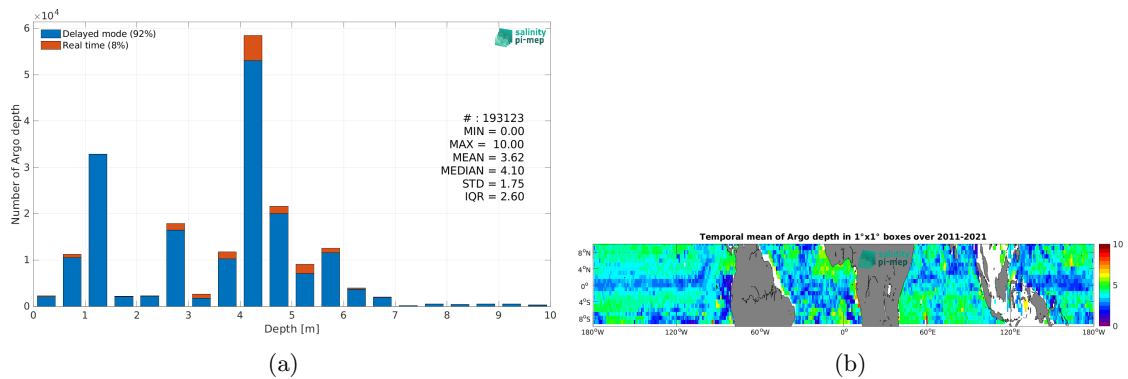 ×10⁴
6
5
4
3
2
1
0
Number of Argo depth
Delayed mode (92%)
Real time (8%)
salinity
pi-mep
# : 193123
MIN = 0.00
MAX = 10.00
MEAN = 3.62
MEDIAN = 4.10
STD = 1.75
IQR = 2.60
0 1 2 3 4 5 6 7 8 9 10
Depth [m]
(a)
Temporal mean of Argo depth in 1°x1° boxes over 2011-2021
salinity
pi-mep
8°N
4°N
0°
4°S
8°S
180°W 120°W 60°W 0° 60°E 120°E 180°W
10
5
0
(b)